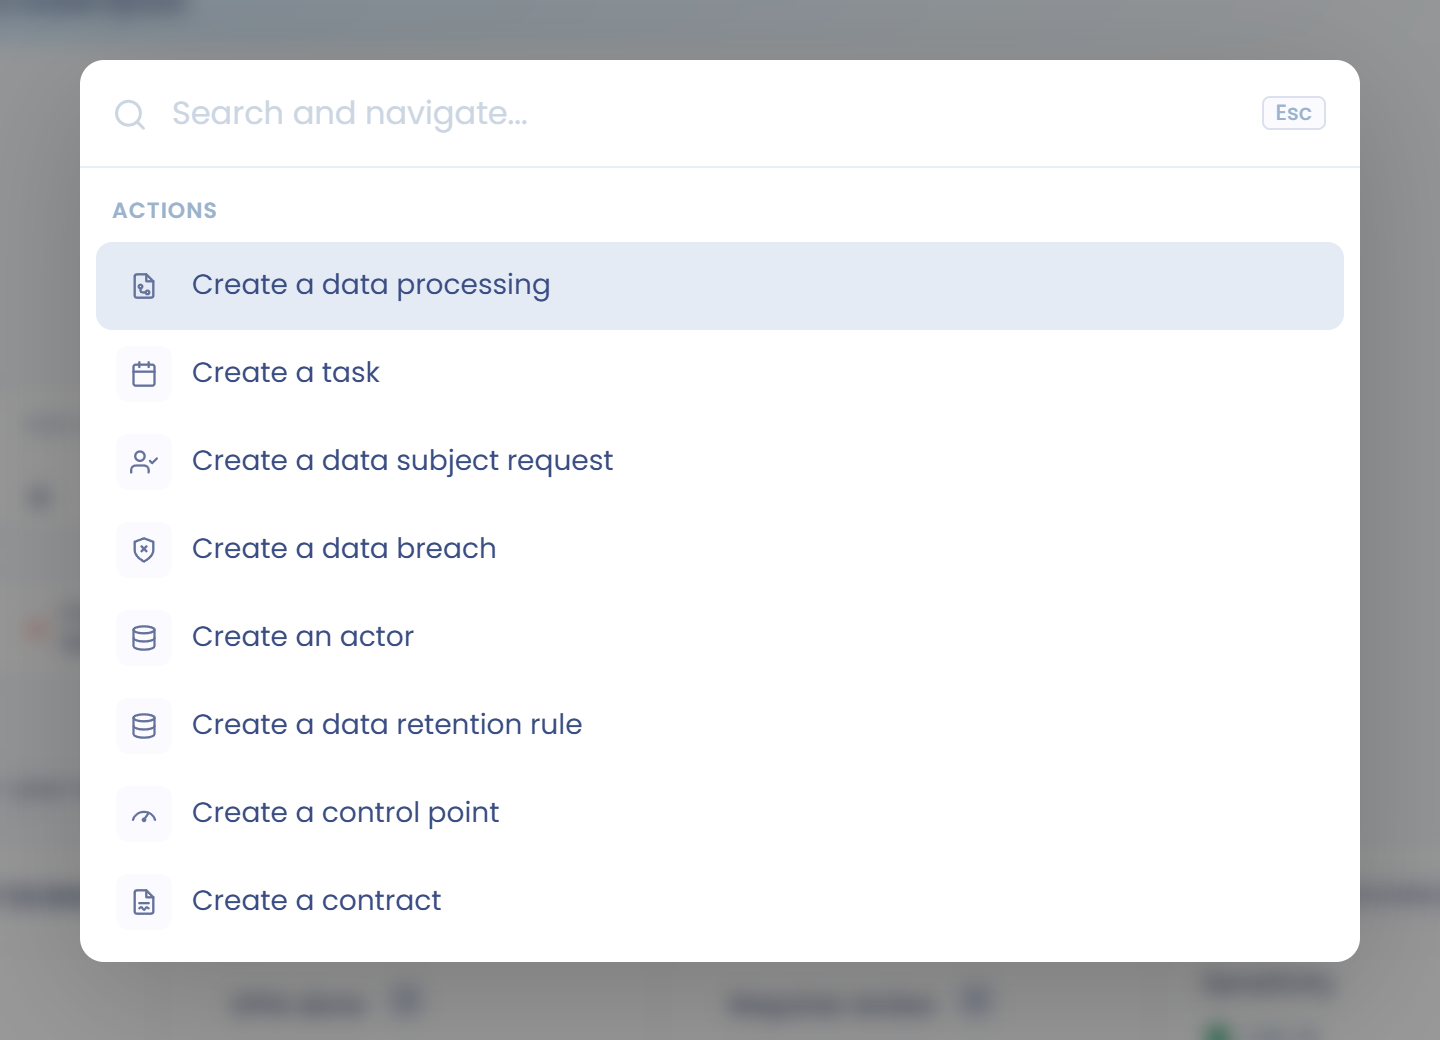 Search and navigate...
Esc
ACTIONS
Create a data processing
Create a task
Create a data subject request
Create a data breach
Create an actor
Create a data retention rule
Create a control point
Create a contract